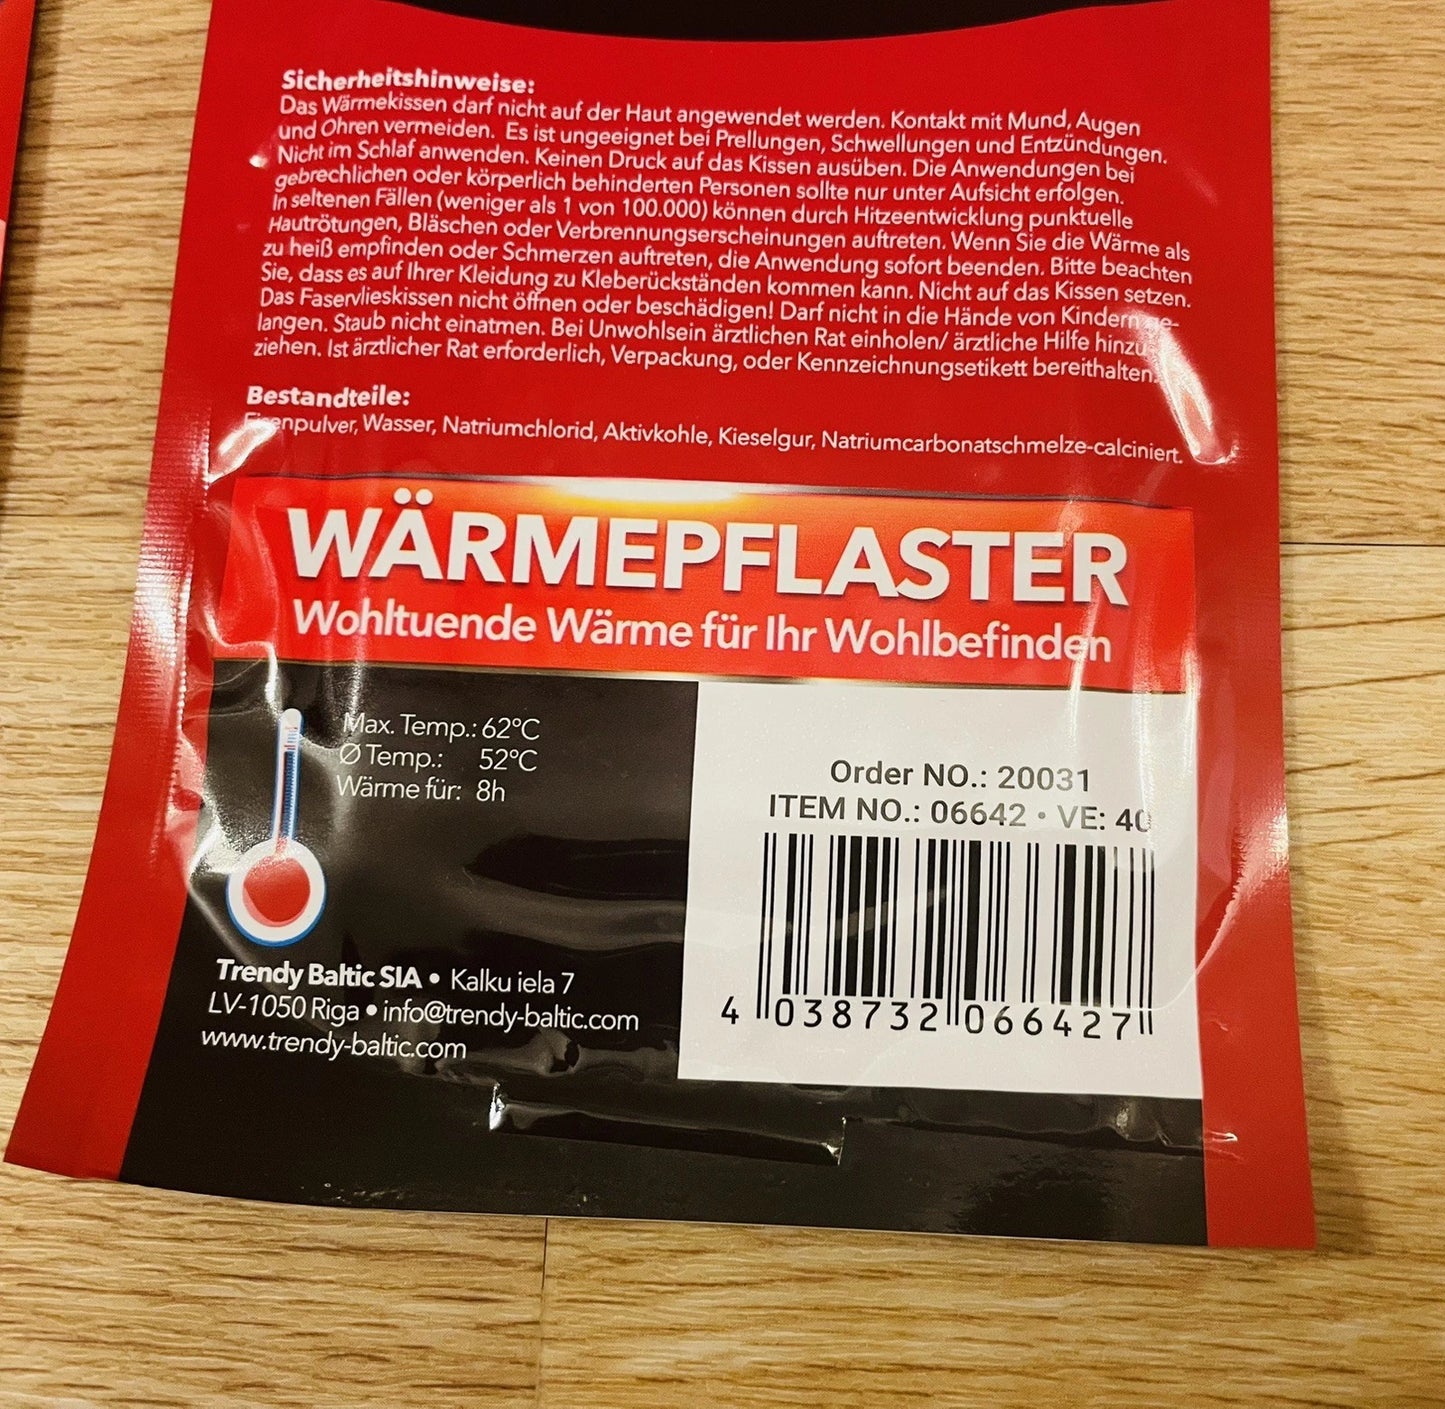 Sicherheitshinweise:
Das Wärmekissen darf nicht auf der Haut angewendet werden. Kontakt mit Mund, Augen
und Ohren vermeiden. Es ist ungeeignet bei Prellungen, Schwellungen und Entzündungen.
Nicht im Schlaf anwenden. Keinen Druck auf das Kissen ausüben. Die Anwendungen bei
gebrechlichen oder körperlich behinderten Personen sollte nur unter Aufsicht erfolgen.
In seltenen Fällen (weniger als 1 von 100.000) können durch Hitzeentwicklung punktuelle
Hautrötungen, Bläschen oder Verbrennungserscheinungen auftreten. Wenn Sie die Wärme als
zu heiß empfinden oder Schmerzen auftreten, die Anwendung sofort beenden. Bitte beachten
Sie, dass es auf Ihrer Kleidung zu Kleberückständen kommen kann. Nicht auf das Kissen setzen.
Das Faservlieskissen nicht öffnen oder beschädigen! Darf nicht in die Hände von Kindern ge-
langen. Staub nicht einatmen. Bei Unwohlsein ärztlichen Rat einholen/ ärztliche Hilfe hinzu
ziehen. Ist ärztlicher Rat erforderlich, Verpackung, oder Kennzeichnungsetikett bereithalten.
Bestandteile:
Eisenpulver, Wasser, Natriumchlorid, Aktivkohle, Kieselgur, Natriumcarbonatschmelze-calciniert.
WÄRMEPFLASTER
Wohltuende Wärme für Ihr Wohlbefinden
Max. Temp.: 62°C
Ø Temp.: 52°C
Wärme für: 8h
Order NO.: 20031
ITEM NO.: 06642 • VE: 40
4 038732 066427
Trendy Baltic SIA • Kalku iela 7
LV-1050 Riga • info@trendy-baltic.com
www.trendy-baltic.com